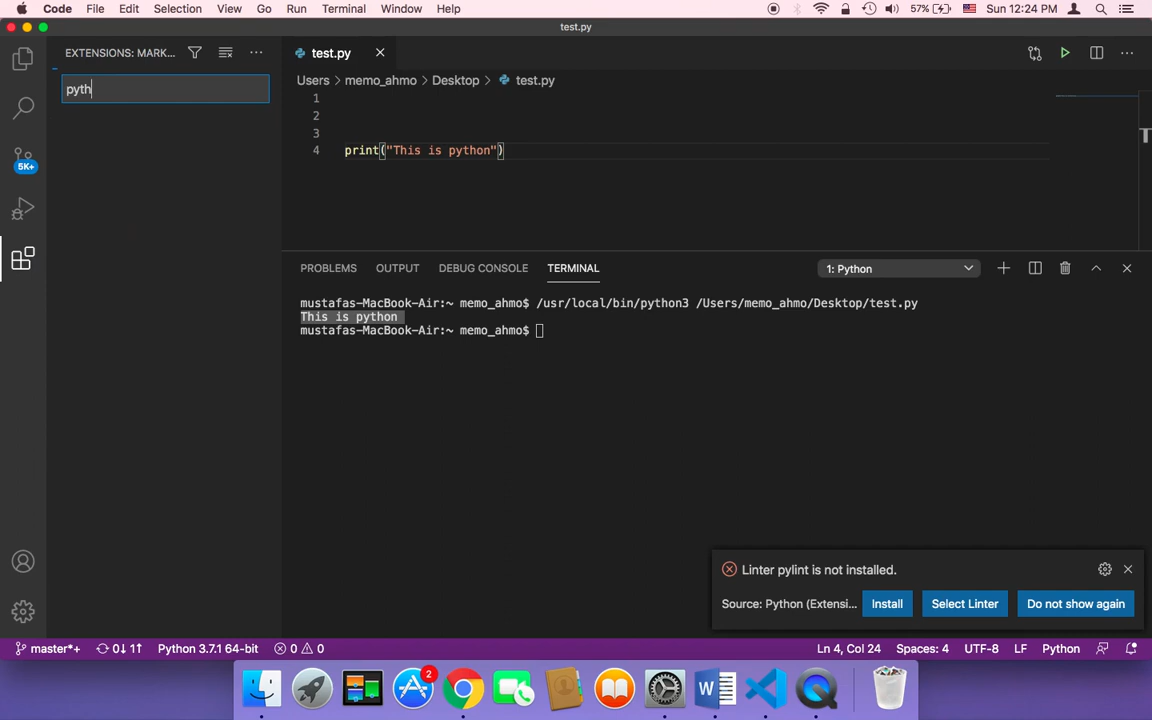 Code File Edit Selection View Go Run Terminal Window Help 57% Sun 12:24 PM
test.py
EXTENSIONS: MARK... test.py
pyth
Users memo_ahmo Desktop test.py
1
2
3
4 print("This is python")
5K+
PROBLEMS OUTPUT DEBUG CONSOLE TERMINAL 1: Python
mustafas-MacBook-Air:~ memo_ahmo$ /usr/local/bin/python3 /Users/memo_ahmo/Desktop/test.py
This is python
mustafas-MacBook-Air:~ memo_ahmo$
Linter pylint is not installed.
Source: Python (Extensi... Install Select Linter Do not show again
master*+ 0↓ 1↑ Python 3.7.1 64-bit 0 0 Ln 4, Col 24 Spaces: 4 UTF-8 LF Python
2